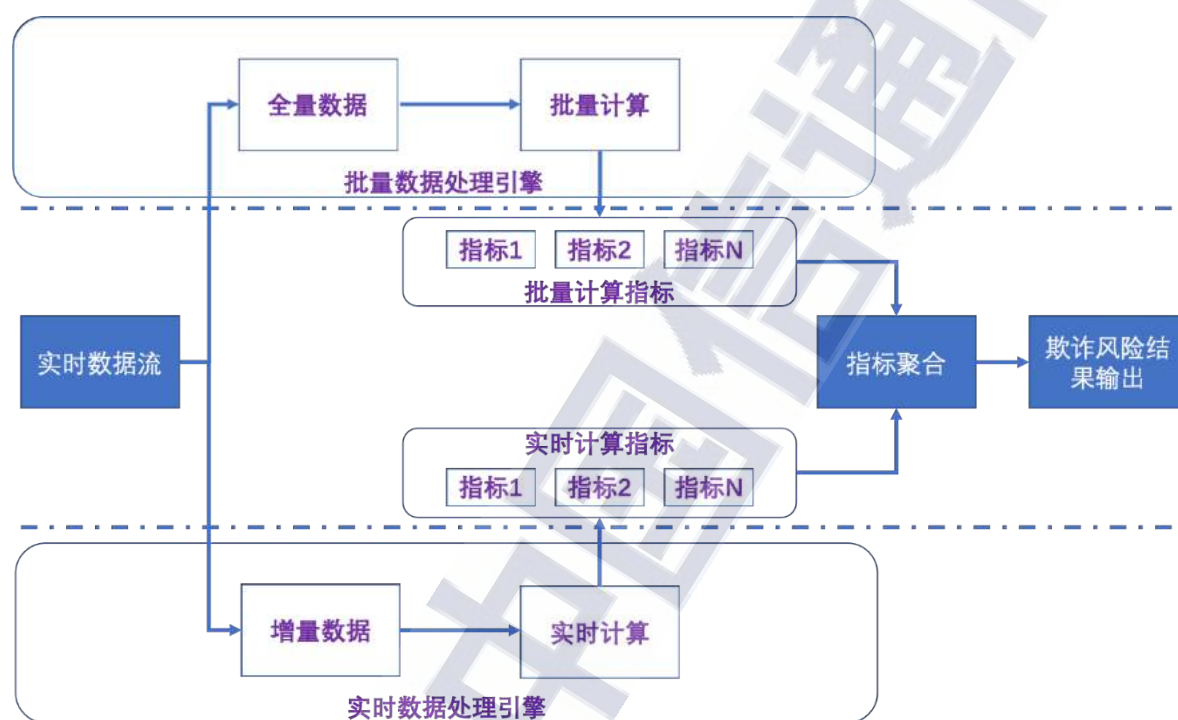 全量数据
批量计算
批量数据处理引擎
指标1
指标2
指标N
批量计算指标
实时数据流
指标聚合
欺诈风险结
果输出
实时计算指标
指标1
指标2
指标N
增量数据
实时计算
实时数据处理引擎
中国信通